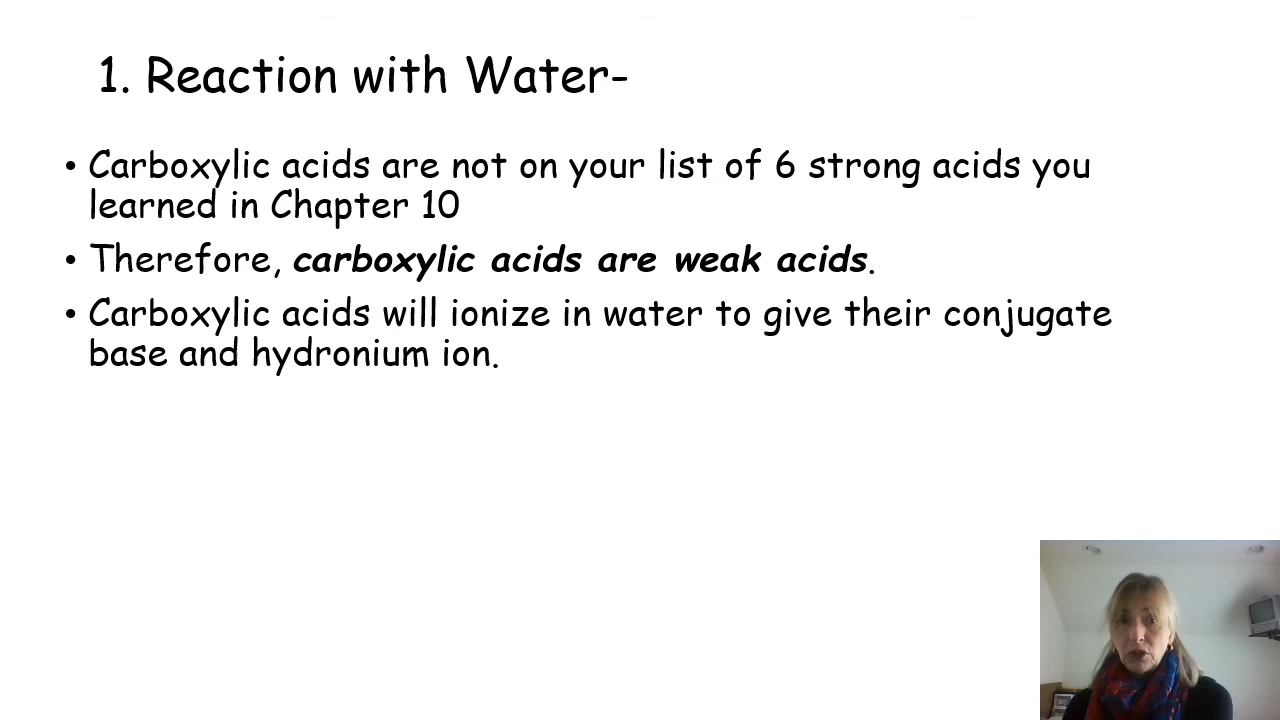 1. Reaction with Water-
• Carboxylic acids are not on your list of 6 strong acids you
learned in Chapter 10
• Therefore, carboxylic acids are weak acids.
• Carboxylic acids will ionize in water to give their conjugate
base and hydronium ion.